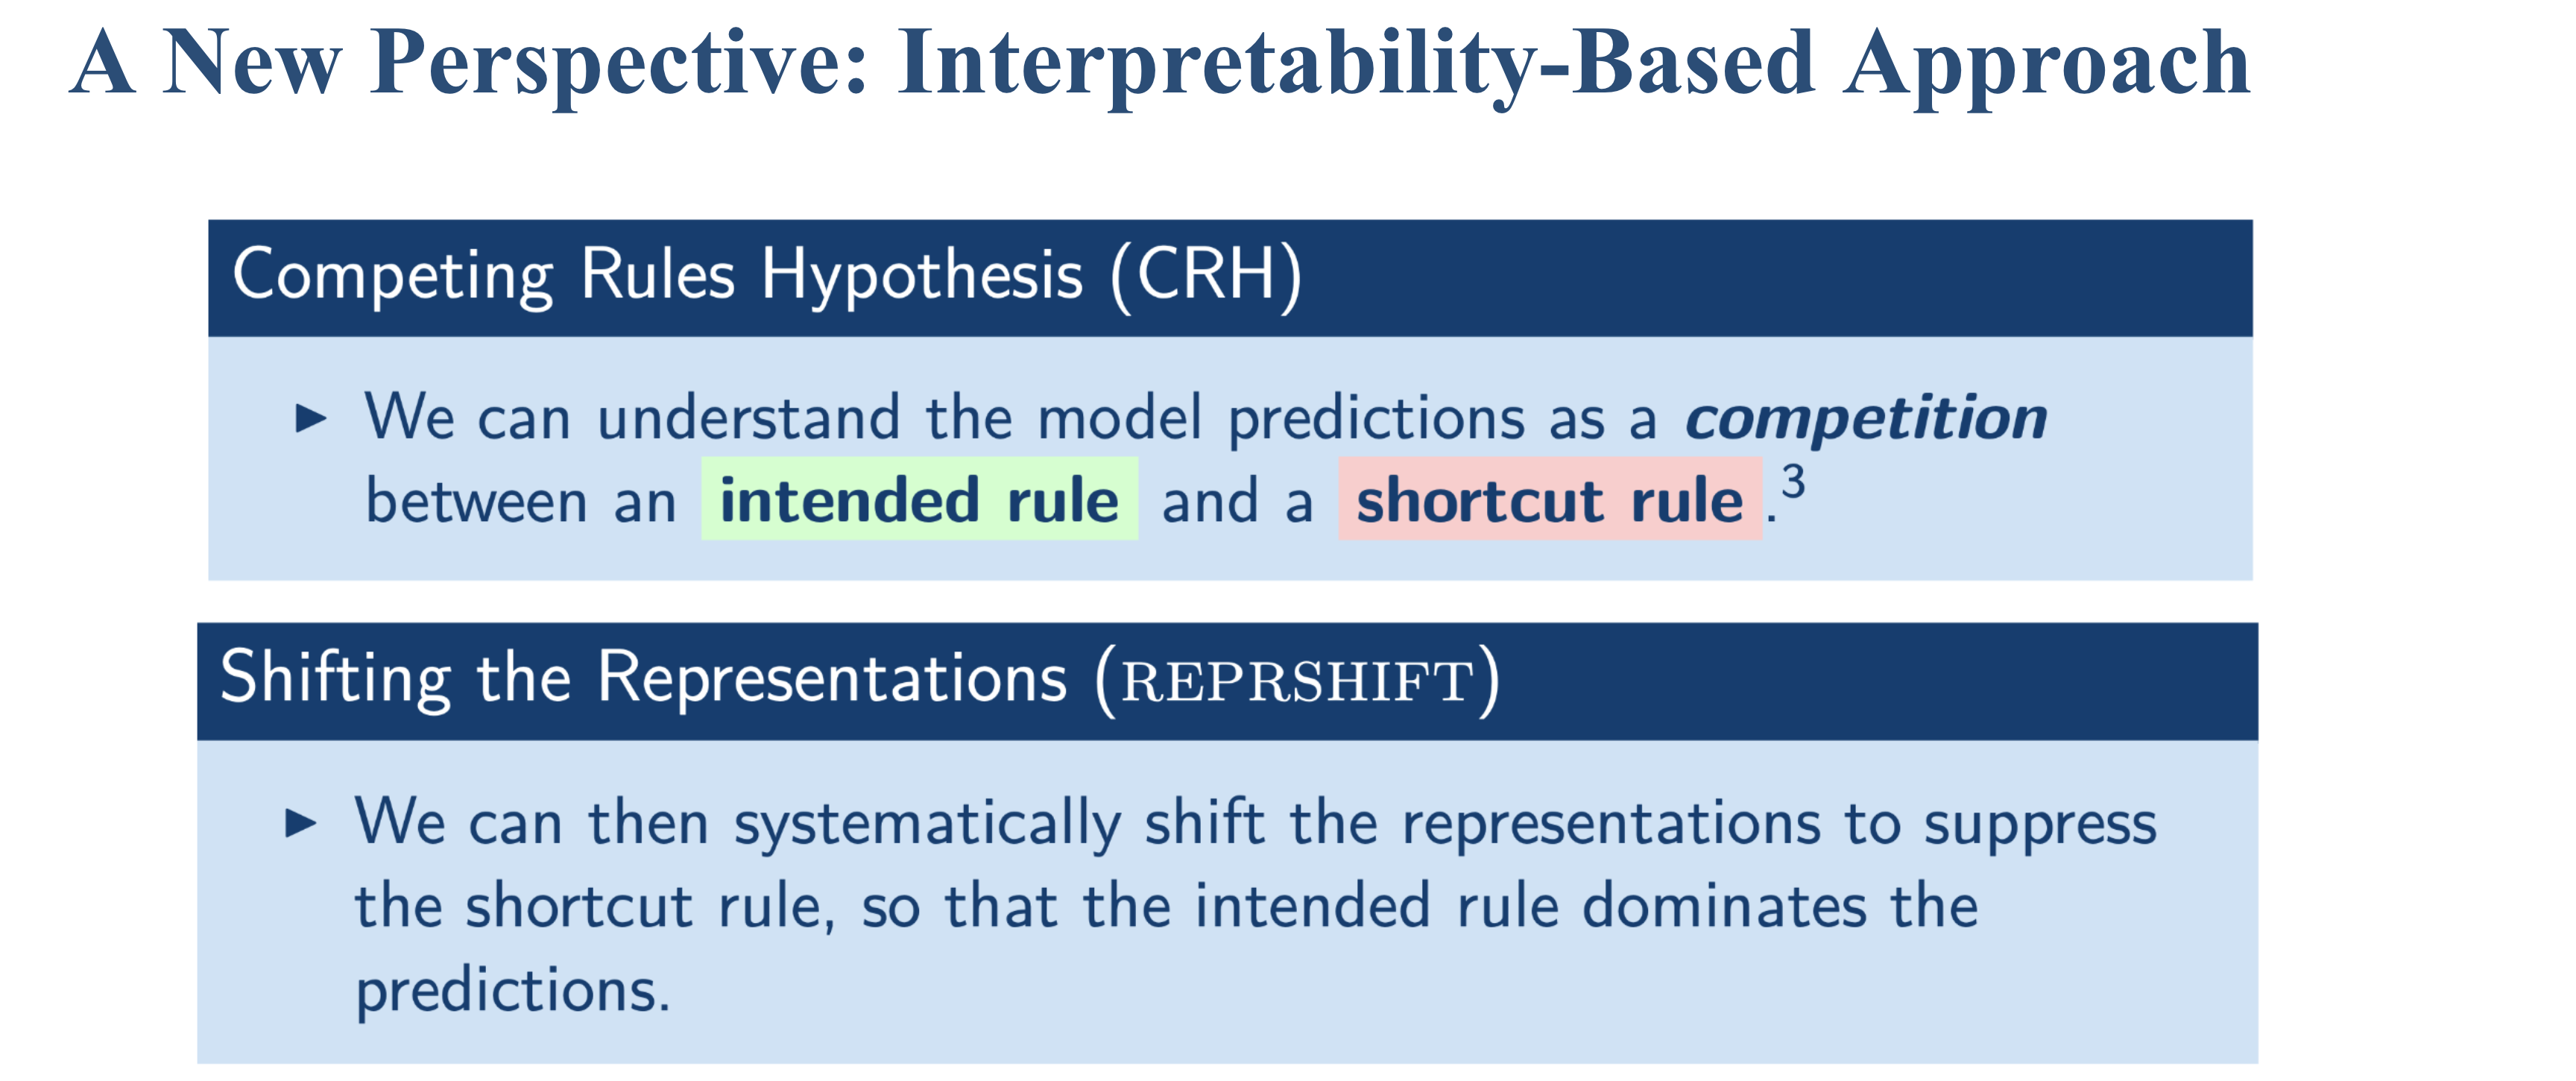 A New Perspective: Interpretability-Based Approach
Competing Rules Hypothesis (CRH)
▶ We can understand the model predictions as a competition
between an intended rule and a shortcut rule.³
Shifting the Representations (REPRSHIFT)
▶ We can then systematically shift the representations to suppress
the shortcut rule, so that the intended rule dominates the
predictions.